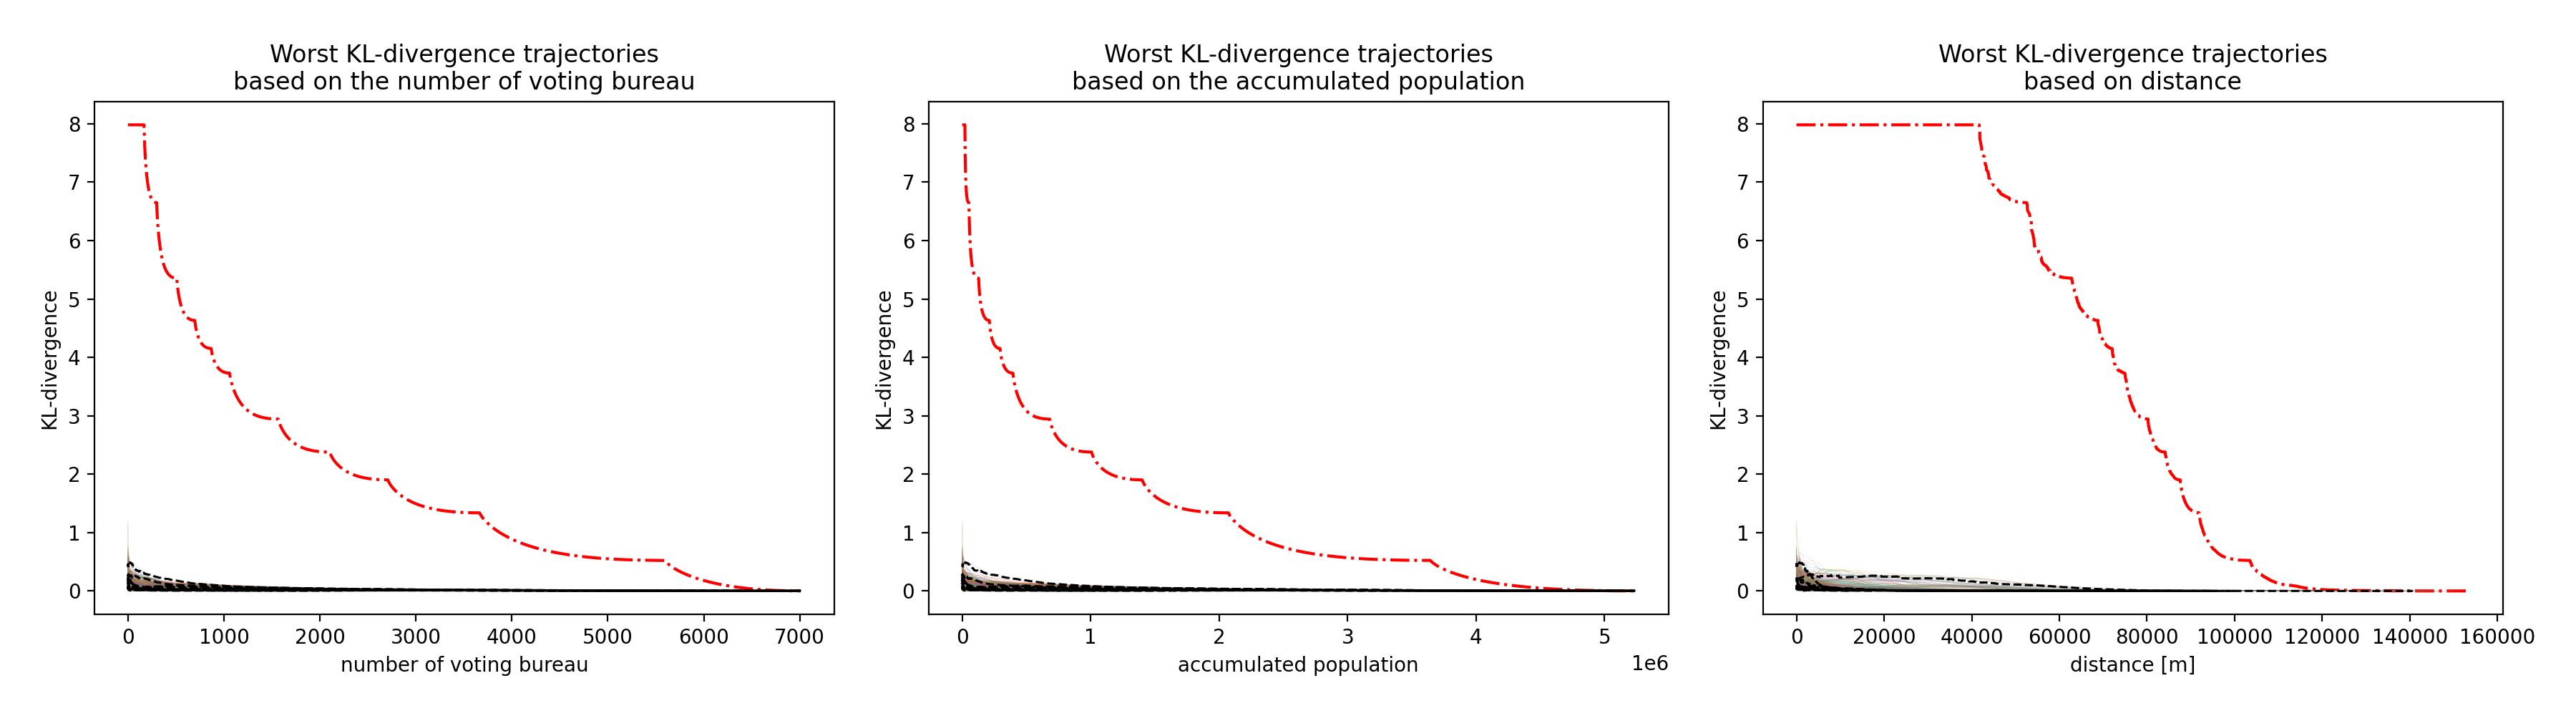 Worst KL-divergence trajectories
based on the number of voting bureau
KL-divergence
8
7
6
5
4
3
2
1
0
0 1000 2000 3000 4000 5000 6000 7000
number of voting bureau
Worst KL-divergence trajectories
based on the accumulated population
KL-divergence
8
7
6
5
4
3
2
1
0
0 1 2 3 4 5
1e6
accumulated population
Worst KL-divergence trajectories
based on distance
KL-divergence
8
7
6
5
4
3
2
1
0
0 20000 40000 60000 80000 100000 120000 140000 160000
distance [m]